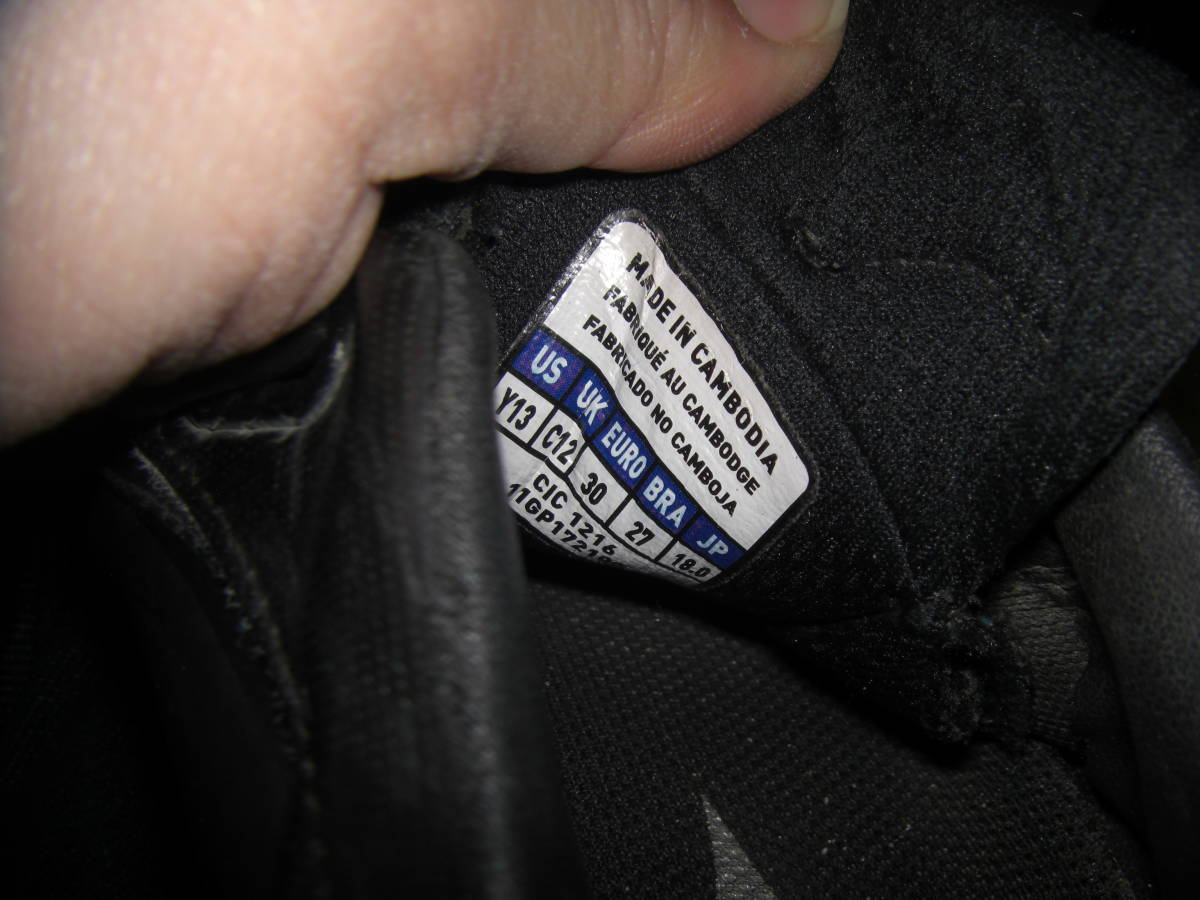 MADE IN CAMBODIA
FABRIQUÉ AU CAMBODGE
FABRICADO NO CAMBOJA
US UK EURO BRA JP
Y13 C12 30 27 18.0
CIC 1216